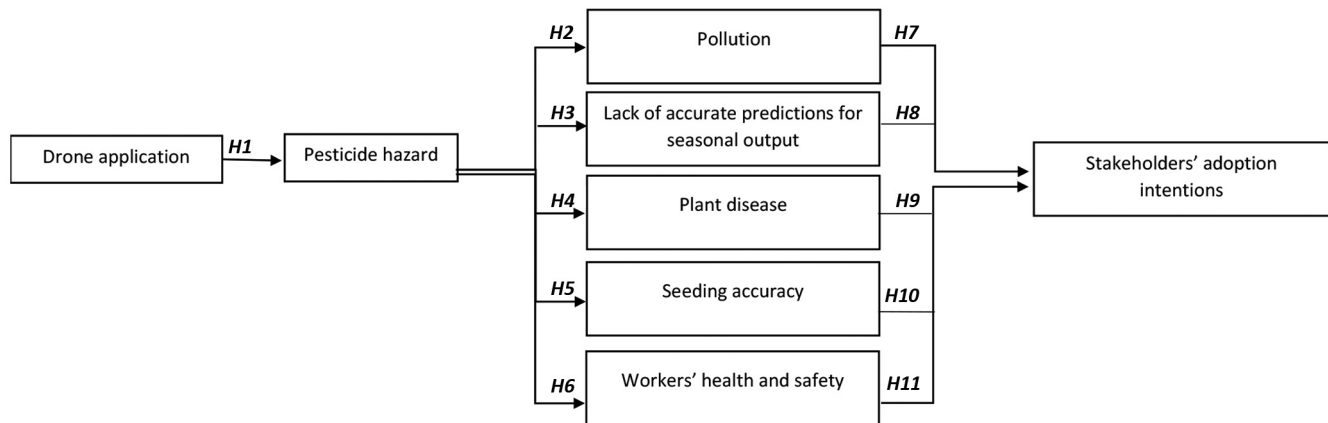 H2
Pollution
H7
H3
Lack of accurate predictions for
seasonal output
H8
Drone application
H1
Pesticide hazard
Stakeholders’ adoption
intentions
H4
Plant disease
H9
H5
Seeding accuracy
H10
H6
Workers’ health and safety
H11